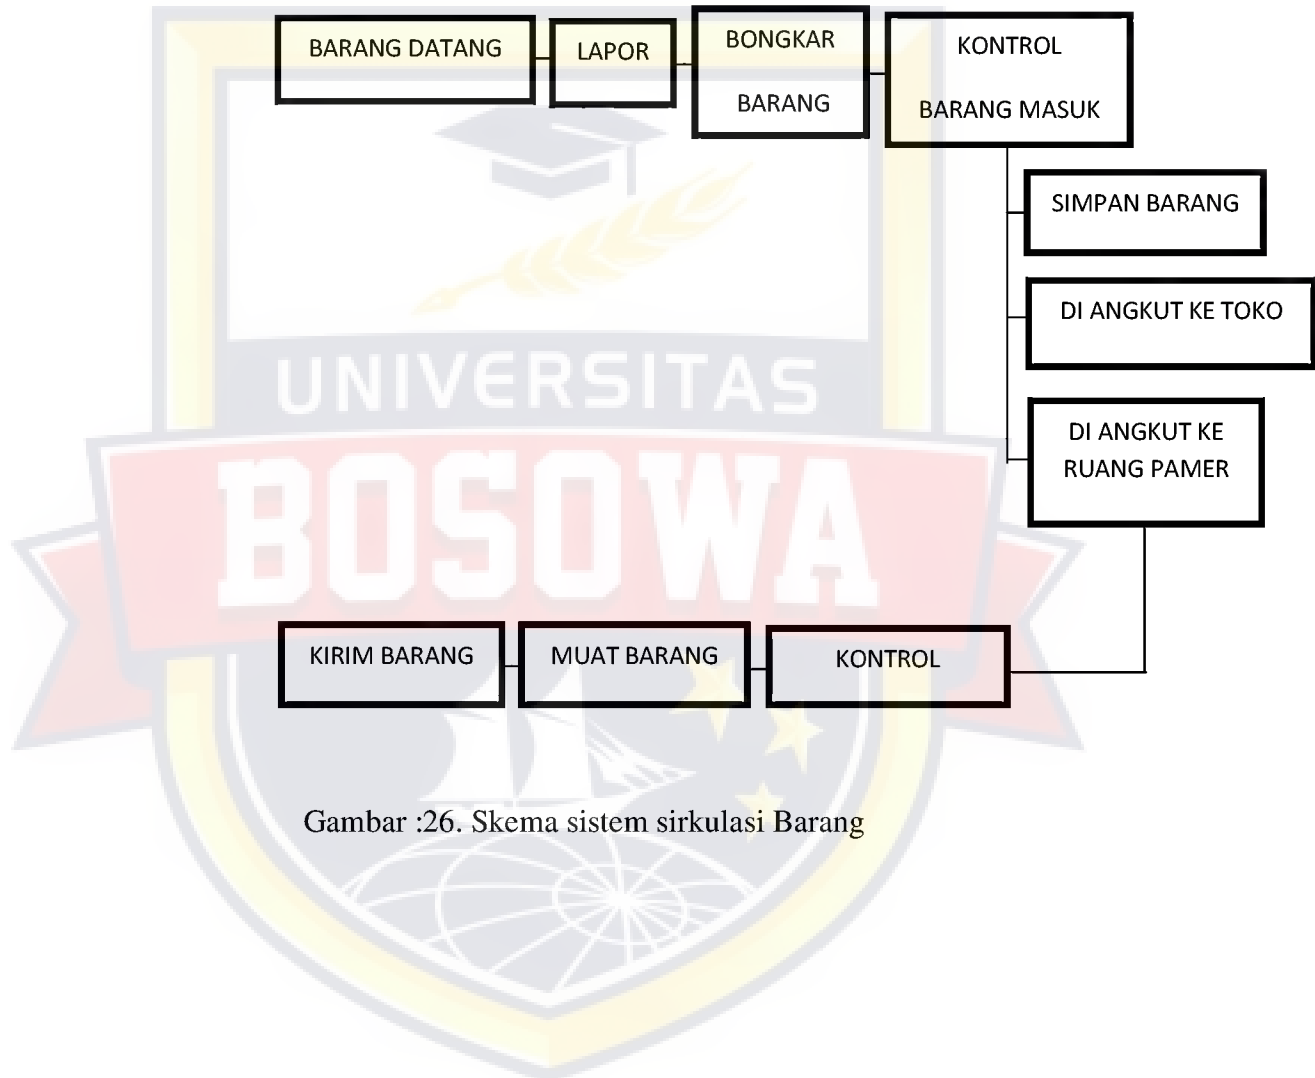 BARANG DATANG
LAPOR
BONGKAR
BARANG
KONTROL
BARANG MASUK
SIMPAN BARANG
DI ANGKUT KE TOKO
DI ANGKUT KE
RUANG PAMER
KIRIM BARANG
MUAT BARANG
KONTROL
Gambar :26. Skema sistem sirkulasi Barang
UNIVERSITAS
BOSOWA